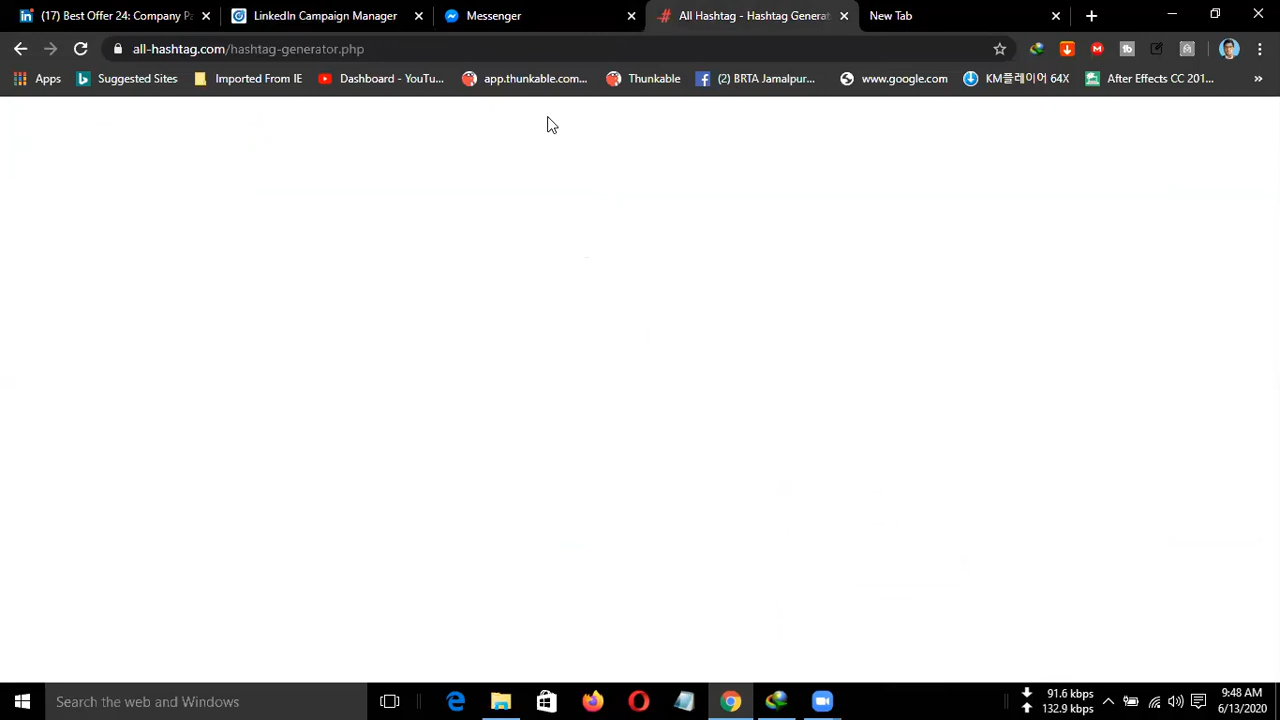 (17) Best Offer 24: Company Pa
LinkedIn Campaign Manager
Messenger
All Hashtag - Hashtag Generat
New Tab
all-hashtag.com/hashtag-generator.php
Apps
Suggested Sites
Imported From IE
Dashboard - YouTu...
app.thunkable.com...
Thunkable
(2) BRTA Jamalpur...
www.google.com
KM플레이어 64X
After Effects CC 201...
Search the web and Windows
91.6 kbps
132.9 kbps
9:48 AM
6/13/2020